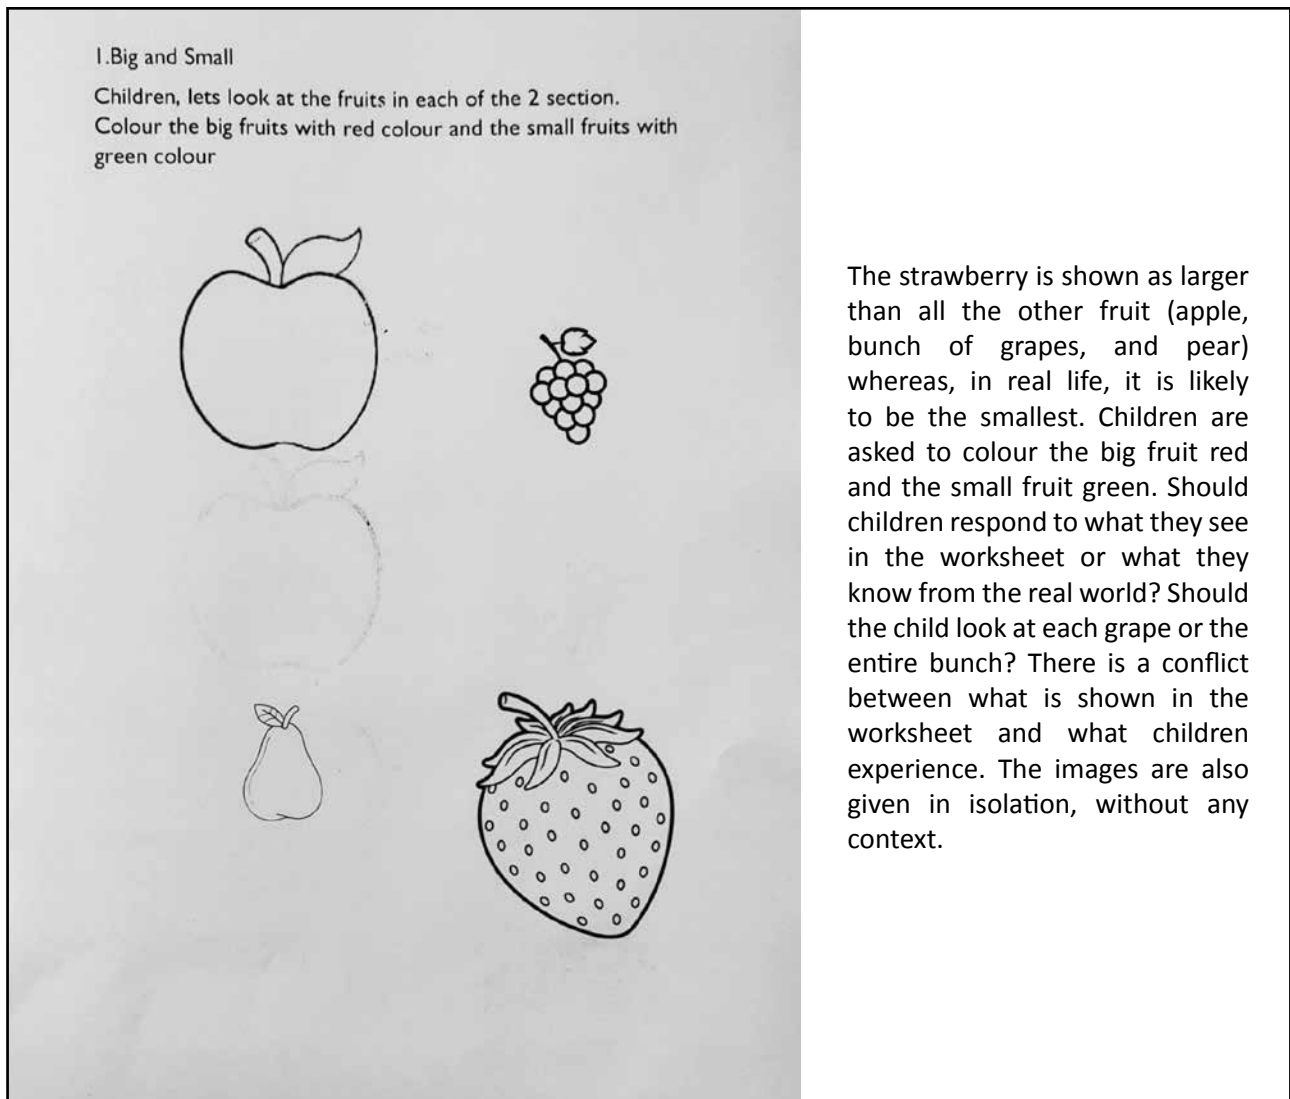 1.Big and Small
Children, lets look at the fruits in each of the 2 section.
Colour the big fruits with red colour and the small fruits with
green colour
The strawberry is shown as larger
than all the other fruit (apple,
bunch of grapes, and pear)
whereas, in real life, it is likely
to be the smallest. Children are
asked to colour the big fruit red
and the small fruit green. Should
children respond to what they see
in the worksheet or what they
know from the real world? Should
the child look at each grape or the
entire bunch? There is a conflict
between what is shown in the
worksheet and what children
experience. The images are also
given in isolation, without any
context.